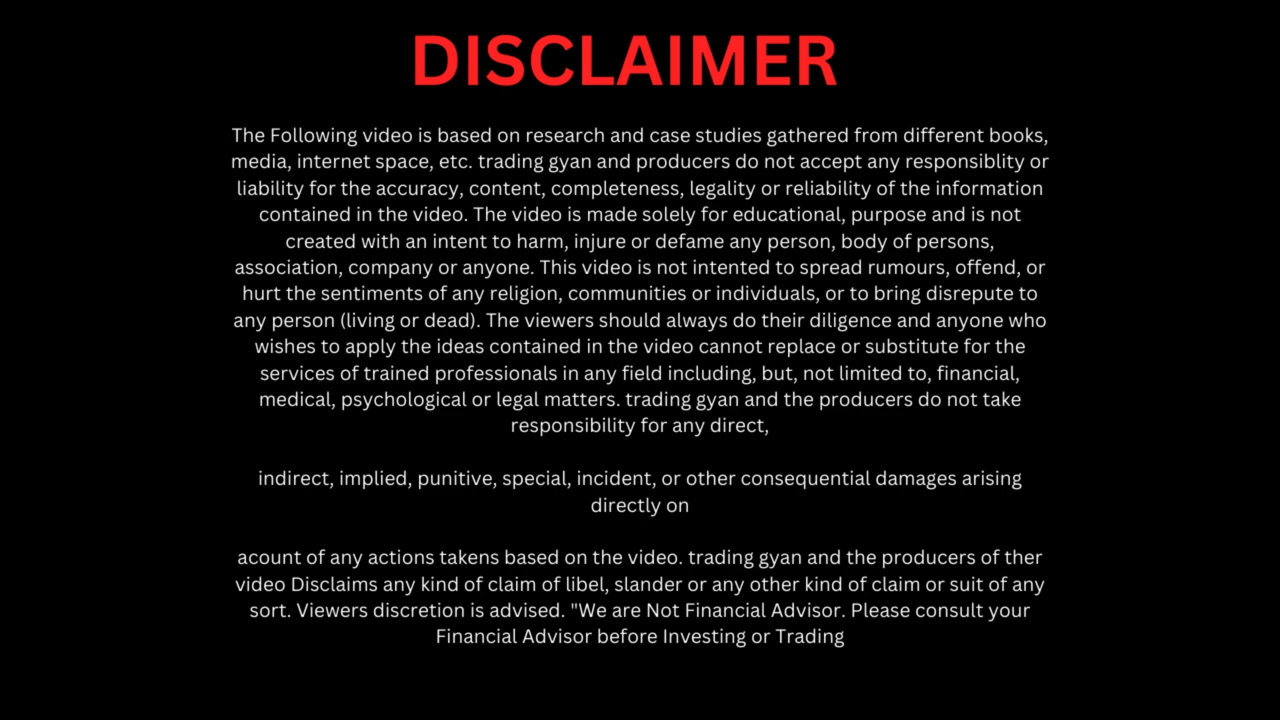 DISCLAIMER
The Following video is based on research and case studies gathered from different books,
media, internet space, etc. trading gyan and producers do not accept any responsiblity or
liability for the accuracy, content, completeness, legality or reliability of the information
contained in the video. The video is made solely for educational, purpose and is not
created with an intent to harm, injure or defame any person, body of persons,
association, company or anyone. This video is not intented to spread rumours, offend, or
hurt the sentiments of any religion, communities or individuals, or to bring disrepute to
any person (living or dead). The viewers should always do their diligence and anyone who
wishes to apply the ideas contained in the video cannot replace or substitute for the
services of trained professionals in any field including, but, not limited to, financial,
medical, psychological or legal matters. trading gyan and the producers do not take
responsibility for any direct,
indirect, implied, punitive, special, incident, or other consequential damages arising
directly on
acount of any actions takens based on the video. trading gyan and the producers of ther
video Disclaims any kind of claim of libel, slander or any other kind of claim or suit of any
sort. Viewers discretion is advised. "We are Not Financial Advisor. Please consult your
Financial Advisor before Investing or Trading